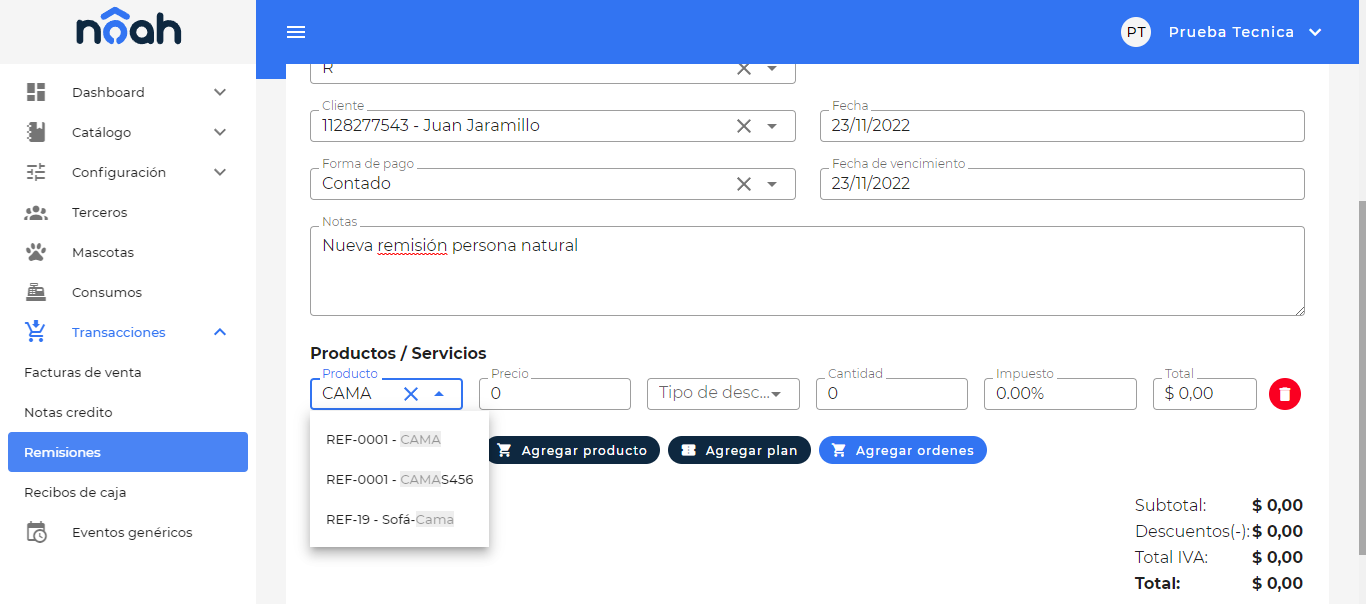 nôah
PT Prueba Tecnica
Dashboard
Catálogo
Configuración
Terceros
Mascotas
Consumos
Transacciones
Facturas de venta
Notas credito
Remisiones
Recibos de caja
Eventos genéricos
R
Cliente
1128277543 - Juan Jaramillo
Fecha
23/11/2022
Forma de pago
Contado
Fecha de vencimiento
23/11/2022
Notas
Nueva remisión persona natural
Productos / Servicios
Producto
CAMA
Precio
0
Tipo de desc...
Cantidad
0
Impuesto
0.00%
Total
$ 0,00
REF-0001 - CAMA
REF-0001 - CAMAS456
REF-19 - Sofá-Cama
Agregar producto
Agregar plan
Agregar ordenes
Subtotal: $ 0,00
Descuentos(-): $ 0,00
Total IVA: $ 0,00
Total: $ 0,00